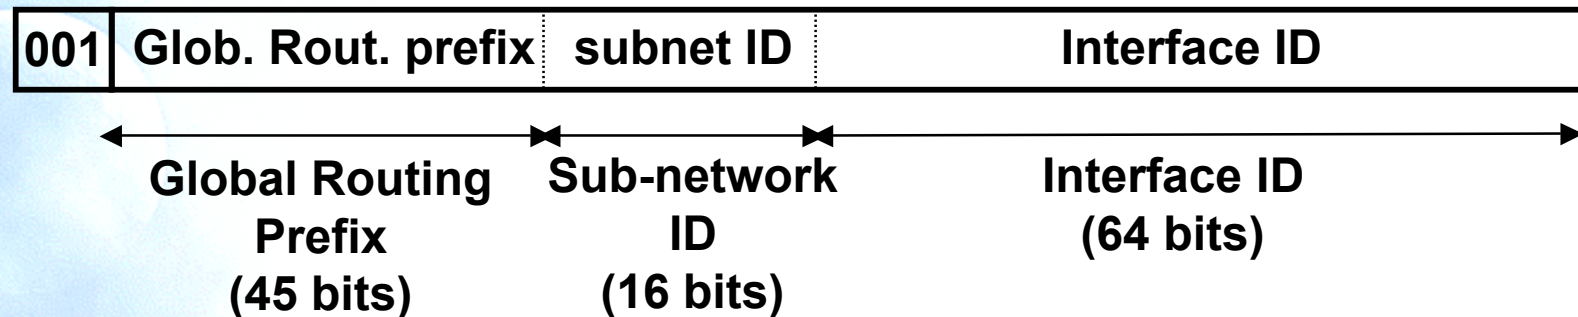 001 Glob. Rout. prefix subnet ID Interface ID
Global Routing Prefix (45 bits)
Sub-network ID (16 bits)
Interface ID (64 bits)